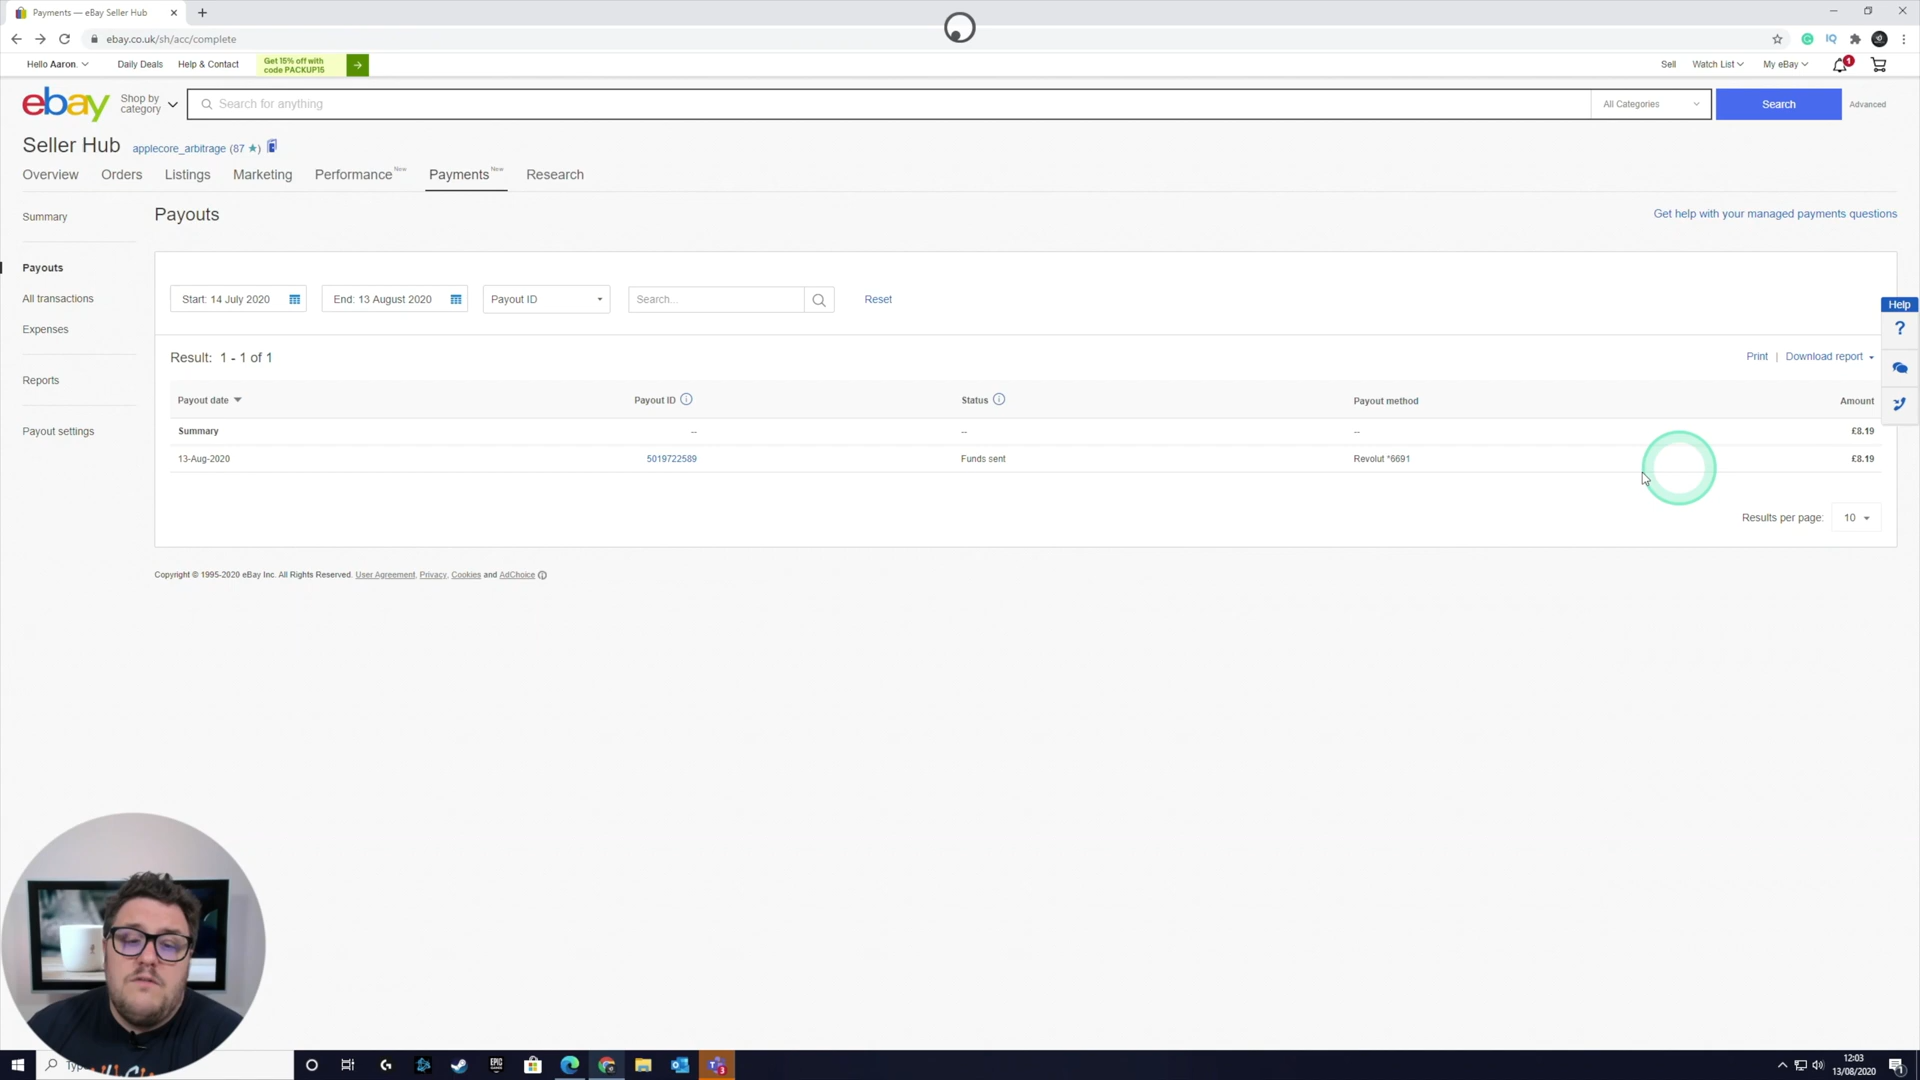 Payments — eBay Seller Hub
ebay.co.uk/sh/acc/complete
Hello Aaron.
Daily Deals
Help & Contact
Get 15% off with
code PACKUP15
Sell
Watch List
My eBay
1
ebay
Shop by
category
Search for anything
All Categories
Search
Advanced
Seller Hub
applecore_arbitrage (87 ★)
Overview
Orders
Listings
Marketing
Performance New
Payments New
Research
Summary
Payouts
Get help with your managed payments questions
Payouts
All transactions
Expenses
Reports
Payout settings
Start: 14 July 2020
End: 13 August 2020
Payout ID
Search...
Reset
Help
?
Result: 1 - 1 of 1
Print | Download report
Payout date Payout ID Status Payout method Amount
Summary -- -- -- £8.19
13-Aug-2020 5019722589 Funds sent Revolut *6691 £8.19
Results per page: 10
Copyright © 1995-2020 eBay Inc. All Rights Reserved. User Agreement, Privacy, Cookies and AdChoice
EPIC
GAMES
12:03
13/08/2020